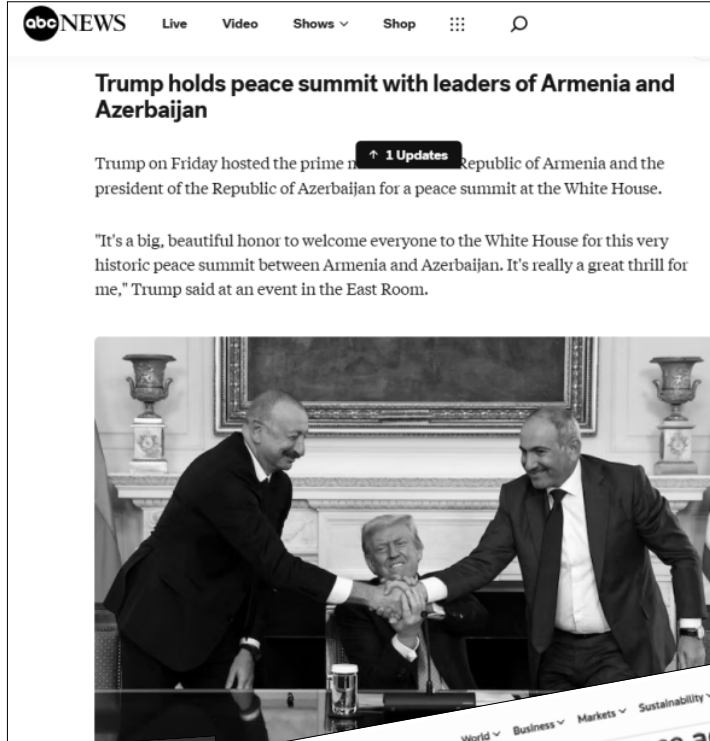 abc NEWS Live Video Shows Shop
Trump holds peace summit with leaders of Armenia and
Azerbaijan
1 Updates
Trump on Friday hosted the prime Republic of Armenia and the
president of the Republic of Azerbaijan for a peace summit at the White House.
"It's a big, beautiful honor to welcome everyone to the White House for this very
historic peace summit between Armenia and Azerbaijan. It's really a great thrill for
me," Trump said at an event in the East Room.
World Business Markets Sustainability